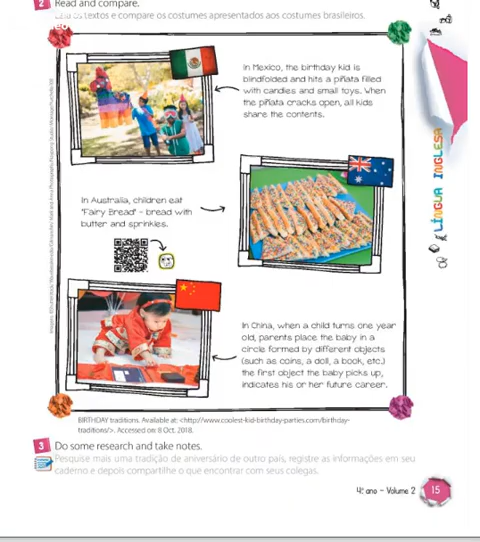 2 Read and compare.
Leia os textos e compare os costumes apresentados aos costumes brasileiros.
In Mexico, the birthday kid is
blindfolded and hits a piñata filled
with candies and small toys. When
the piñata cracks open, all kids
share the contents.
LÍNGUA INGLESA
In Australia, children eat
"Fairy Bread" - bread with
butter and sprinkles.
In China, when a child turns one year
old, parents place the baby in a
circle formed by different objects
(such as coins, a doll, a book, etc.)
the first object the baby picks up,
indicates his or her future career.
BIRTHDAY traditions. Available at: <http://www.coolest-kid-birthday-parties.com/birthday-
traditions/>. Accessed on: 8 Oct. 2018.
3 Do some research and take notes.
Pesquise mais uma tradição de aniversário de outro país, registre as informações em seu
caderno e depois compartilhe o que encontrar com seus colegas.
4º. ano – Volume 2 15